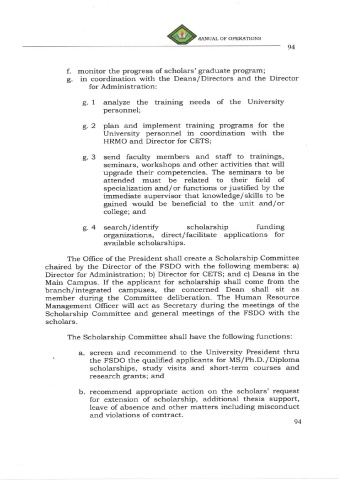 MANUAL OF OPERATIONS
94
f. monitor the progress of scholars' graduate program;
g. in coordination with the Deans/Directors and the Director
for Administration:
g. 1 analyze the training needs of the University
personnel;
g. 2 plan and implement training programs for the
University personnel in coordination with the
HRMO and Director for CETS;
g. 3 send faculty members and staff to trainings,
seminars, workshops and other activities that will
upgrade their competencies. The seminars to be
attended must be related to their field of
specialization and/or functions or justified by the
immediate supervisor that knowledge/skills to be
gained would be beneficial to the unit and/or
college; and
g. 4 search/identify scholarship funding
organizations, direct/facilitate applications for
available scholarships.
The Office of the President shall create a Scholarship Committee
chaired by the Director of the FSDO with the following members: a)
Director for Administration; b) Director for CETS; and c) Deans in the
Main Campus. If the applicant for scholarship shall come from the
branch/integrated campuses, the concerned Dean shall sit as
member during the Committee deliberation. The Human Resource
Management Officer will act as Secretary during the meetings of the
Scholarship Committee and general meetings of the FSDO with the
scholars.
The Scholarship Committee shall have the following functions:
a. screen and recommend to the University President thru
the FSDO the qualified applicants for MS/Ph.D./Diploma
scholarships, study visits and short-term courses and
research grants; and
b. recommend appropriate action on the scholars' request
for extension of scholarship, additional thesis support,
leave of absence and other matters including misconduct
and violations of contract.
94